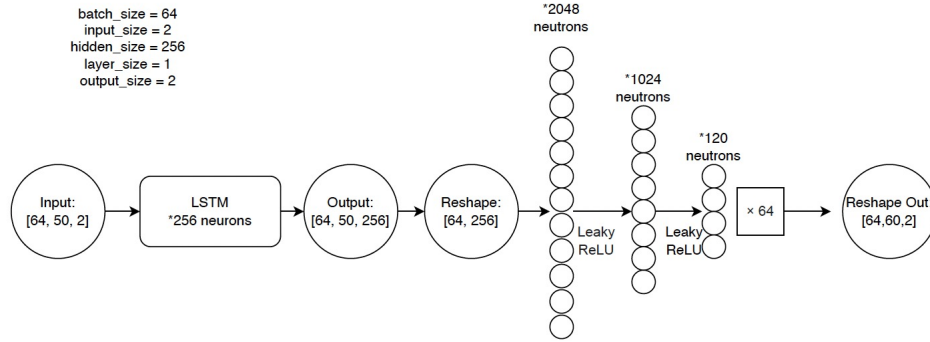 batch_size = 64
input_size = 2
hidden_size = 256
layer_size = 1
output_size = 2
*2048
neutrons
*1024
neutrons
*120
neutrons
Input:
[64, 50, 2]
LSTM
*256 neurons
Output:
[64, 50, 256]
Reshape:
[64, 256]
Leaky
ReLU
Leaky
ReLU
× 64
Reshape Out
[64,60,2]